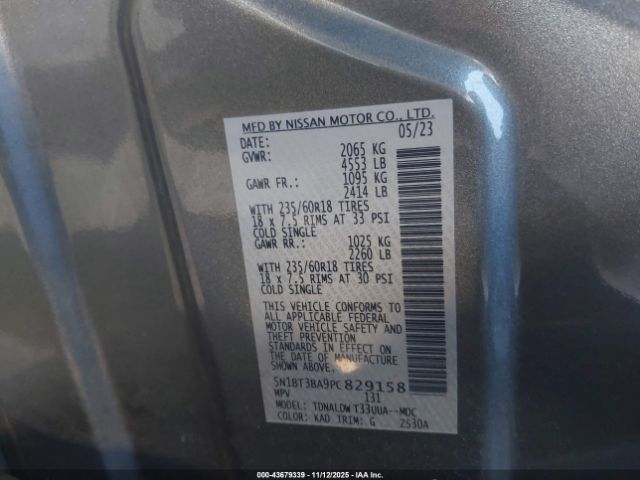 MFD BY NISSAN MOTOR CO., LTD.
DATE: 05/23
GVWR: 2065 KG
4553 LB
GAWR FR.: 1095 KG
2414 LB
WITH 235/60R18 TIRES
18 x 7.5 RIMS AT 33 PSI
COLD SINGLE
GAWR RR.: 1025 KG
2260 LB
WITH 235/60R18 TIRES
18 x 7.5 RIMS AT 30 PSI
COLD SINGLE
THIS VEHICLE CONFORMS TO
ALL APPLICABLE FEDERAL
MOTOR VEHICLE SAFETY AND
THEFT PREVENTION
STANDARDS IN EFFECT ON
THE DATE OF MANUFACTURE
SHOWN ABOVE.
5N1BT3BA9PC829158
MPV 131
MODEL: TDNALDW T33UUA--MDC
COLOR: KAD TRIM: G 2S30A
000-43679339 - 11/12/2025 - IAAI.COM